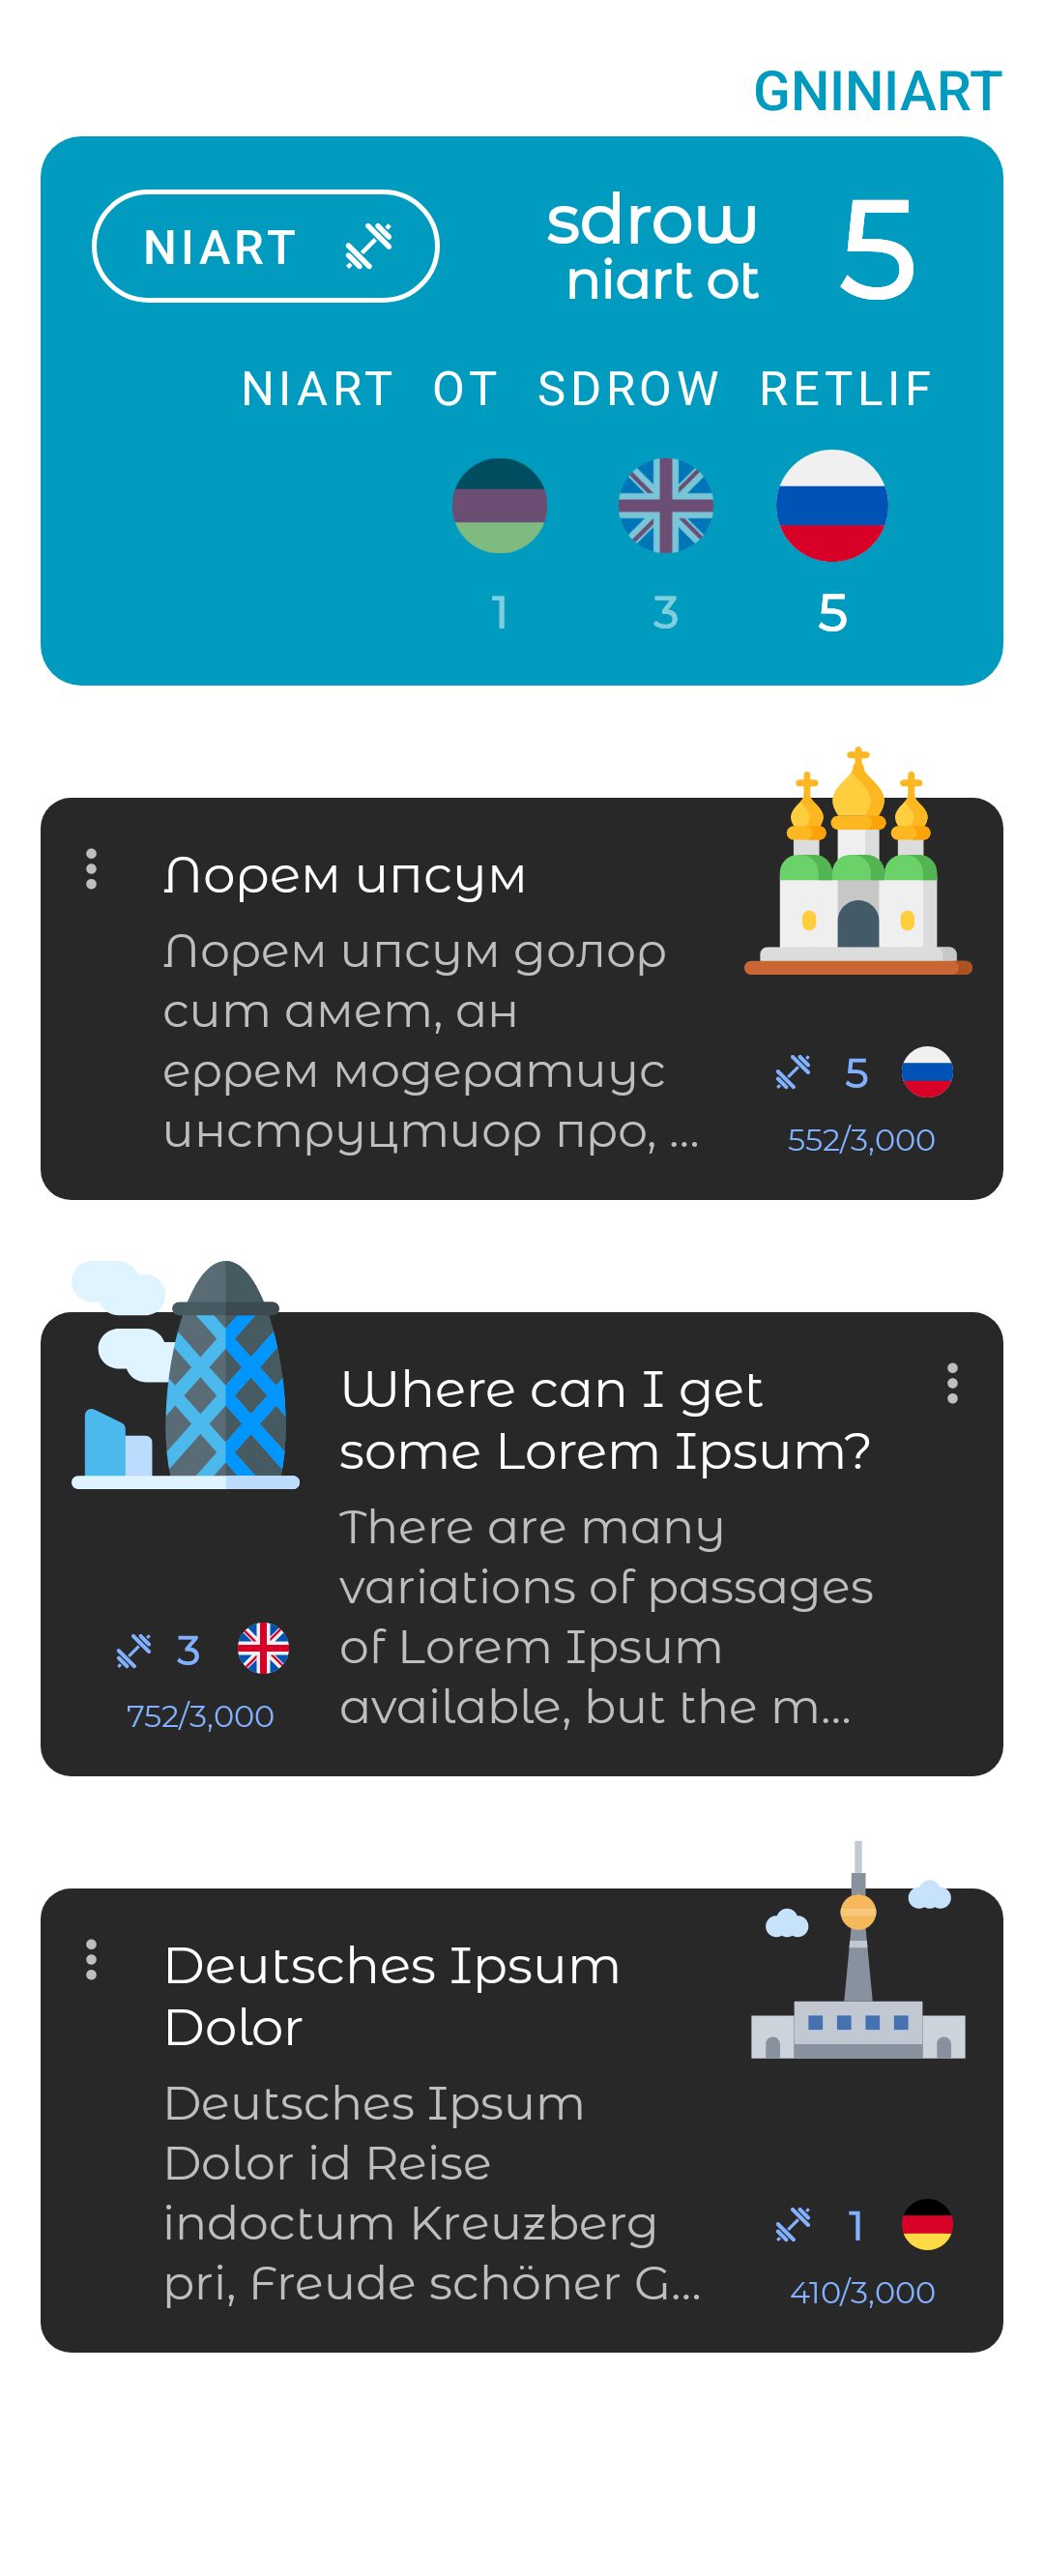 GNINIART
NIART
sdrow
niart ot
5
NIART OT SDROW RETLIF
1 3 5
Лорем ипсум
Лорем ипсум долор
сит амет, ан
еррем модератиус
инструцтиор про, ...
5
552/3,000
Where can I get
some Lorem Ipsum?
There are many
variations of passages
of Lorem Ipsum
available, but the m...
3
752/3,000
Deutsches Ipsum
Dolor
Deutsches Ipsum
Dolor id Reise
indoctum Kreuzberg
pri, Freude schöner G...
1
410/3,000